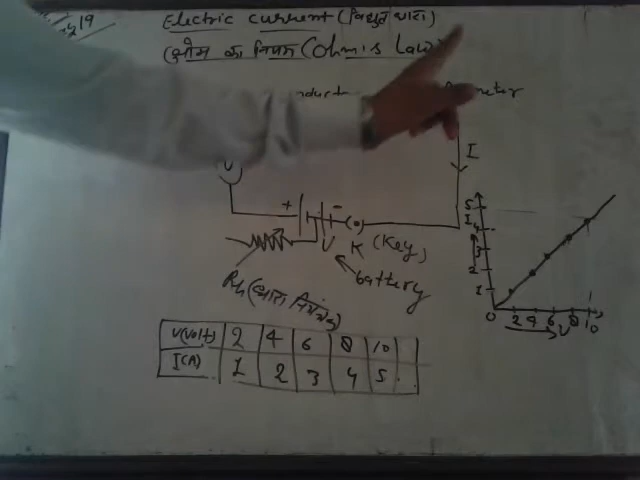 19
Electric current (विद्युत धारा)
(ओम का नियम (Ohm's Law)
V
I
+
-
(.)
V
K (Key)
battery
Rh (धारा नियंत्रक)
5
I
4
3
2
1
0
2 4 6 8 10
V
V(Volt) 2 4 6 8 10
I(A) 1 2 3 4 5